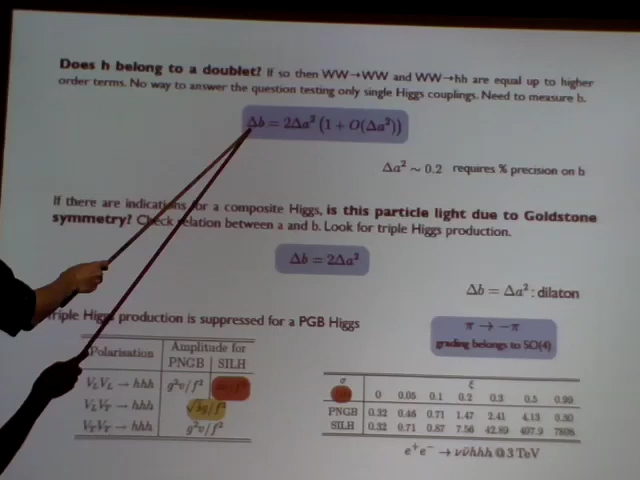 Does h belong to a doublet? If so then WW→WW and WW→hh are equal up to higher
order terms. No way to answer the question testing only single Higgs couplings. Need to measure b.
Δb = 2Δa² (1 + O(Δa²))
Δa² ∼ 0.2 requires % precision on b
If there are indications for a composite Higgs, is this particle light due to Goldstone
symmetry? Check relation between a and b. Look for triple Higgs production.
Δb = 2Δa²
Δb = Δa² : dilaton
Triple Higgs production is suppressed for a PGB Higgs
π → −π
grading belongs to SO(4)
Polarisation Amplitude for
PNGB SILH
V_L V_L → hhh g²v/f²
V_L V_T → hhh
V_T V_T → hhh g²v/f²
σ ξ
0 0.05 0.1 0.2 0.3 0.5 0.99
PNGB 0.32 0.46 0.71 1.47 2.41 4.13 0.30
SILH 0.32 0.71 0.87 7.56 42.89 407.9 7808
e⁺e⁻ → νν̄hhh @ 3 TeV